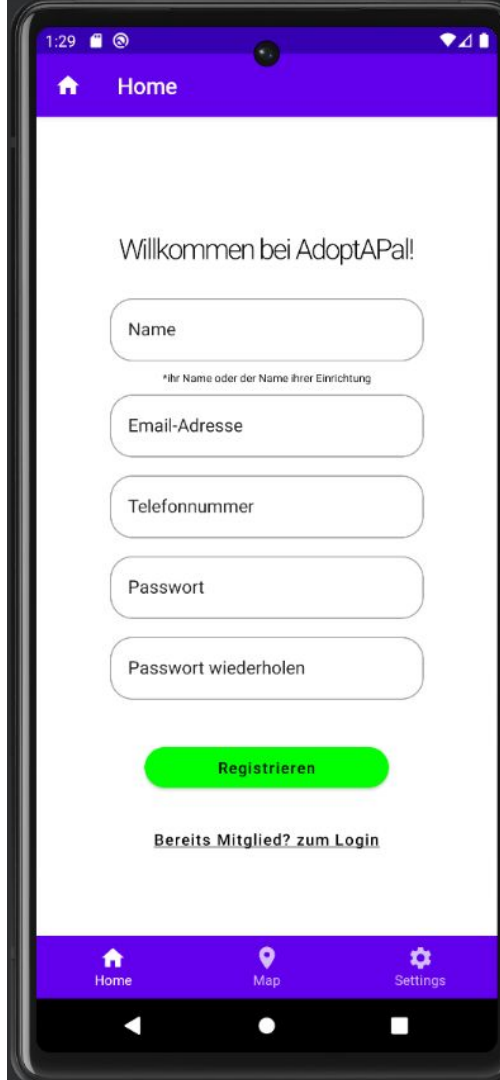 1:29
Home
Willkommen bei AdoptAPal!
Name
*ihr Name oder der Name ihrer Einrichtung
Email-Adresse
Telefonnummer
Passwort
Passwort wiederholen
Registrieren
Bereits Mitglied? zum Login
Home Map Settings